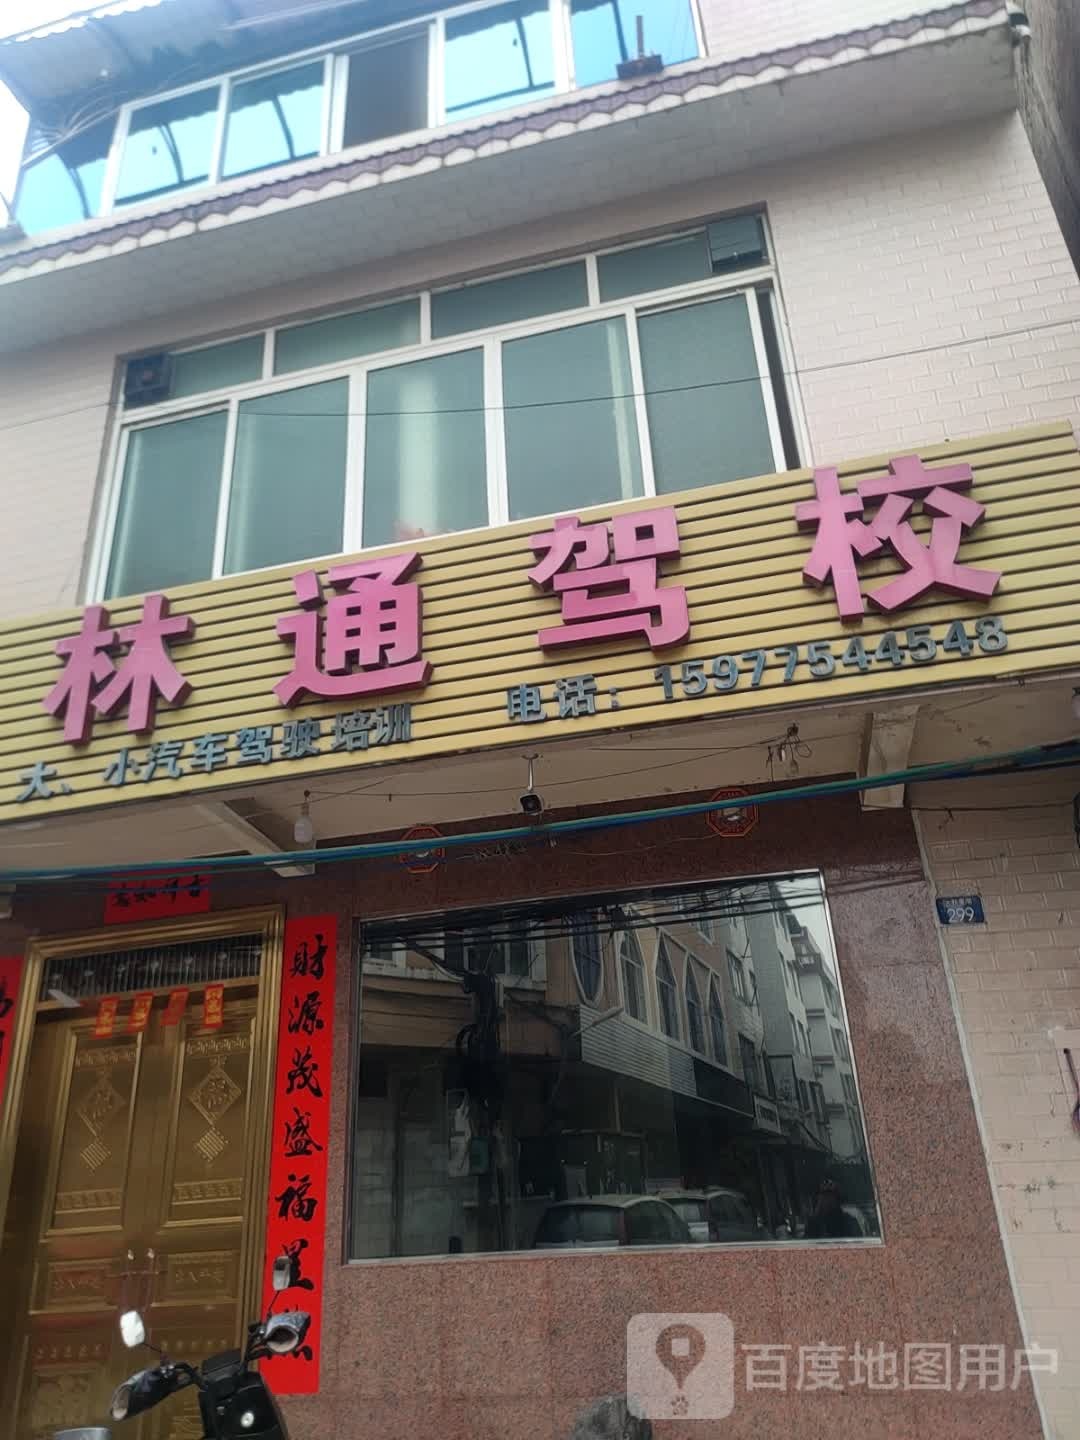 林通驾校
大、小汽车驾驶培训
电话：15977544548
299
财源茂盛福星照
百度地图用户